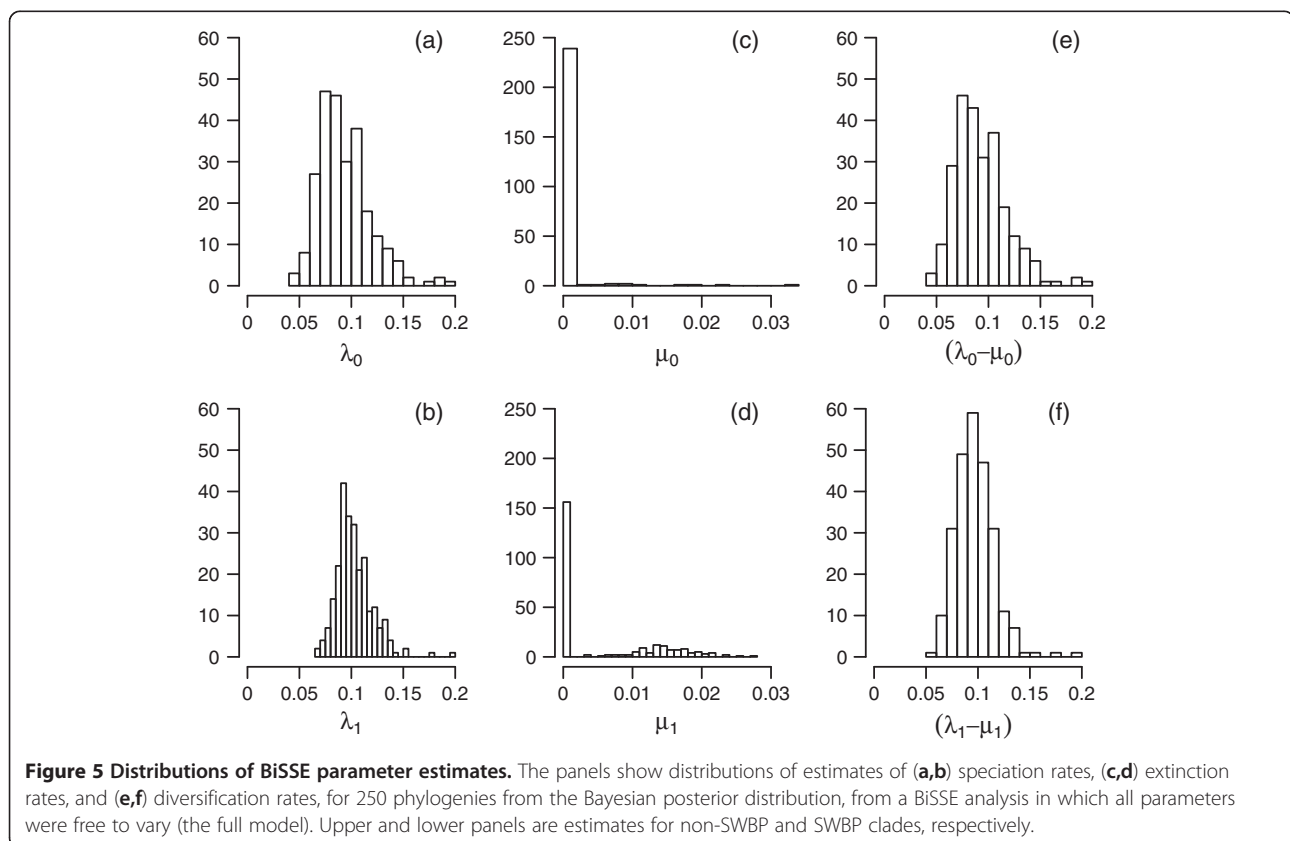 (a)
60
50
40
30
20
10
0
0 0.05 0.1 0.15 0.2
λ₀
(c)
250
200
150
100
50
0
0 0.01 0.02 0.03
μ₀
(e)
60
50
40
30
20
10
0
0 0.05 0.1 0.15 0.2
(λ₀–μ₀)
(b)
60
50
40
30
20
10
0
0 0.05 0.1 0.15 0.2
λ₁
(d)
250
200
150
100
50
0
0 0.01 0.02 0.03
μ₁
(f)
60
50
40
30
20
10
0
0 0.05 0.1 0.15 0.2
(λ₁–μ₁)
Figure 5 Distributions of BiSSE parameter estimates. The panels show distributions of estimates of (a,b) speciation rates, (c,d) extinction
rates, and (e,f) diversification rates, for 250 phylogenies from the Bayesian posterior distribution, from a BiSSE analysis in which all parameters
were free to vary (the full model). Upper and lower panels are estimates for non-SWBP and SWBP clades, respectively.